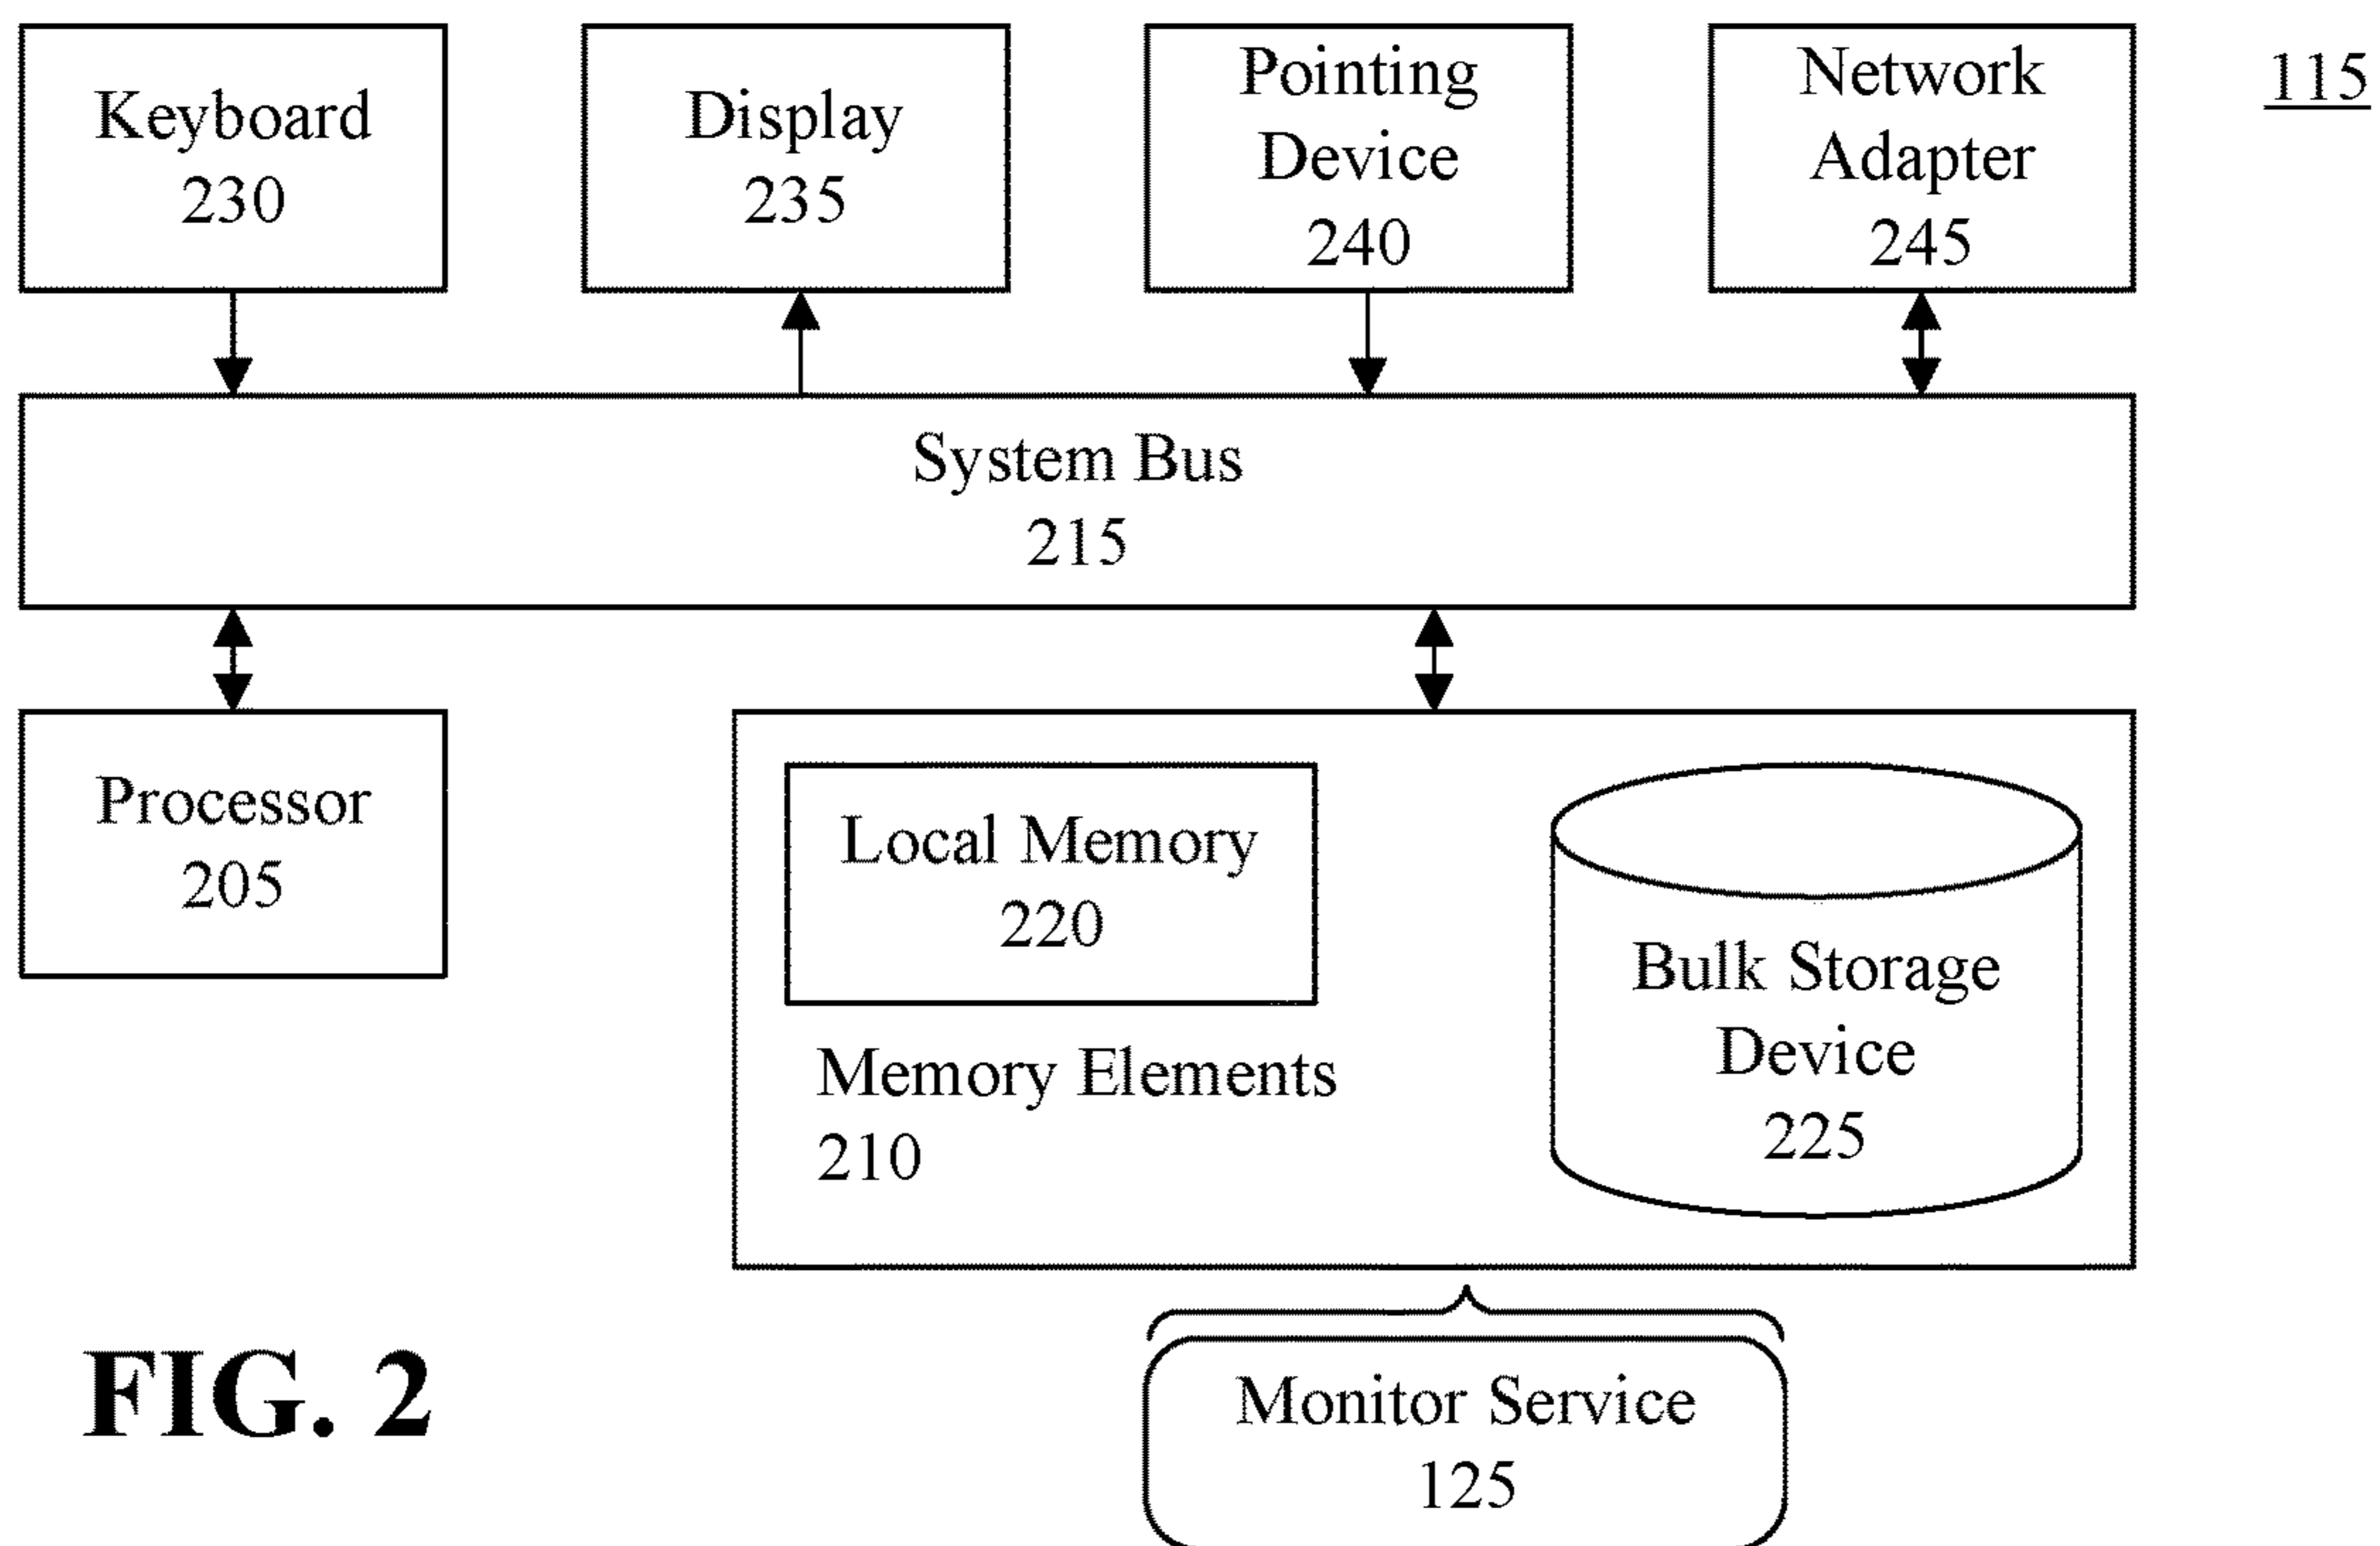 Keyboard
230
Display
235
Pointing
Device
240
Network
Adapter
245
115
System Bus
215
Processor
205
Local Memory
220
Memory Elements
210
Bulk Storage
Device
225
Monitor Service
125
FIG. 2